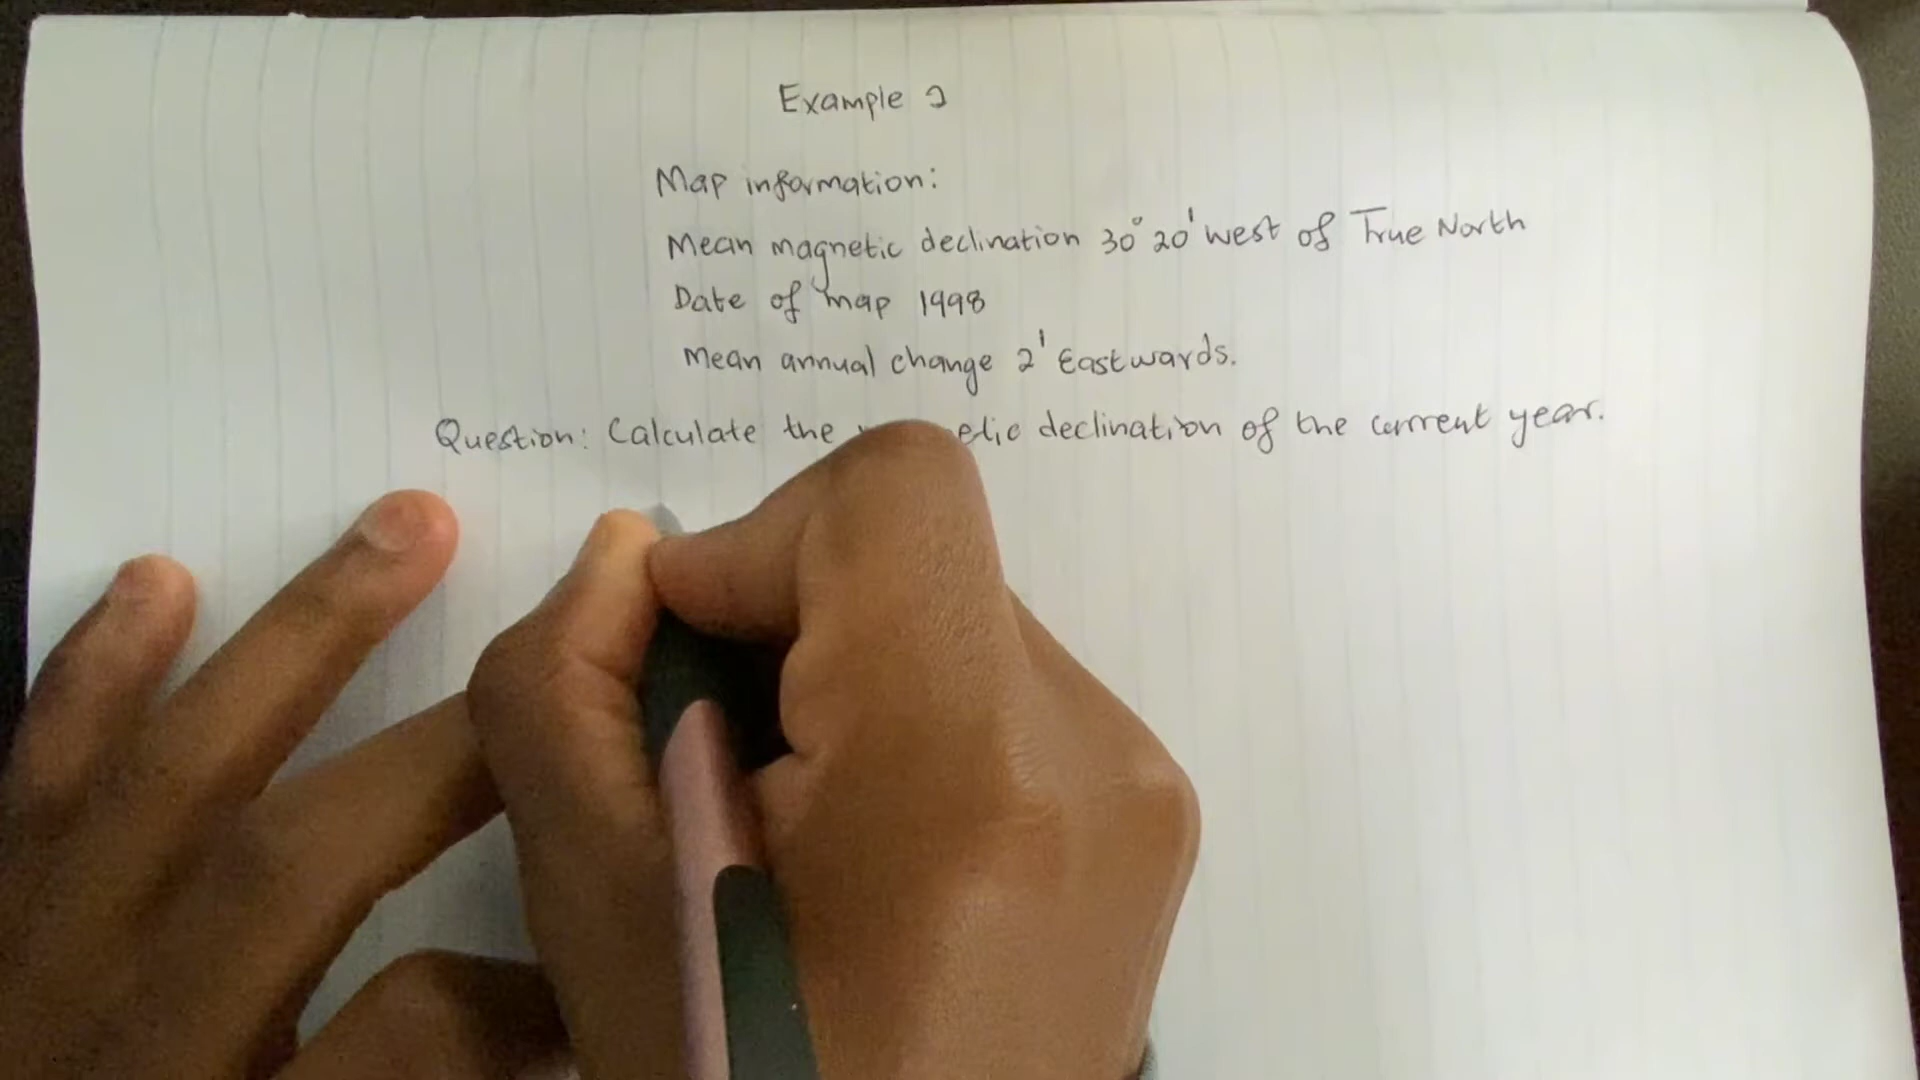 Example 2
Map information:
Mean magnetic declination 30° 20' west of True North
Date of map 1998
Mean annual change 2' Eastwards.
Question: Calculate the declination of the current year.